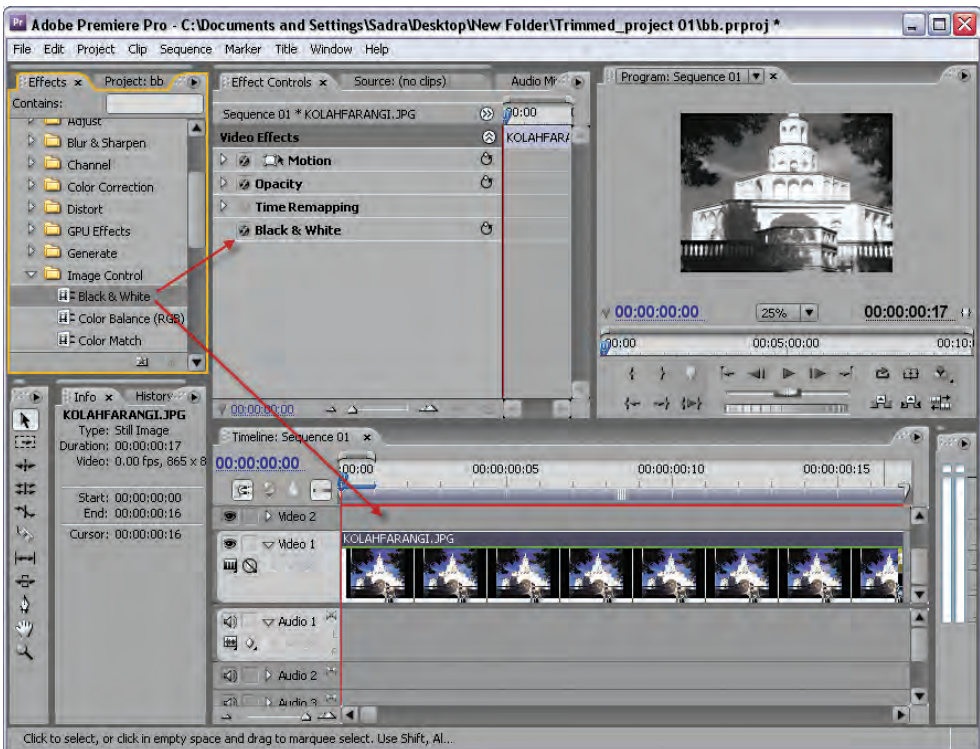 Adobe Premiere Pro - C:\Documents and Settings\Sadra\Desktop\New Folder\Trimmed_project 01\bb.prproj *
File Edit Project Clip Sequence Marker Title Window Help
Effects x Project: bb
Contains:
Adjust
Blur & Sharpen
Channel
Color Correction
Distort
GPU Effects
Generate
Image Control
Black & White
Color Balance (RGB)
Color Match
Effect Controls x Source: (no clips) Audio Mi
Sequence 01 * KOLAHFARANGI.JPG
00:00
Video Effects
KOLAHFARA
Motion
Opacity
Time Remapping
Black & White
00:00:00:00
Program: Sequence 01 x
00:00:00:00 25% 00:00:00:17
00:00 00:05:00:00 00:10:
Info x History
KOLAHFARANGI.JPG
Type: Still Image
Duration: 00:00:00:17
Video: 0.00 fps, 865 x 8
Start: 00:00:00:00
End: 00:00:00:16
Cursor: 00:00:00:16
Timeline: Sequence 01 x
00:00:00:00
:00:00 00:00:00:05 00:00:00:10 00:00:00:15
Video 2
Video 1
KOLAHFARANGI.JPG
Audio 1
Audio 2
Audio 3
Click to select, or click in empty space and drag to marquee select. Use Shift, Al...